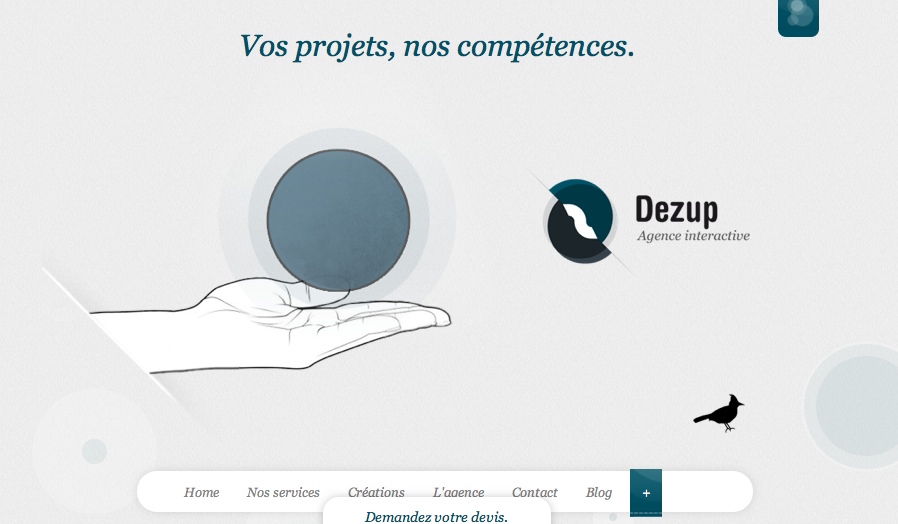 Vos projets, nos compétences.
Dezup
Agence interactive
Home Nos services Créations L'agence Contact Blog +
Demandez votre devis.